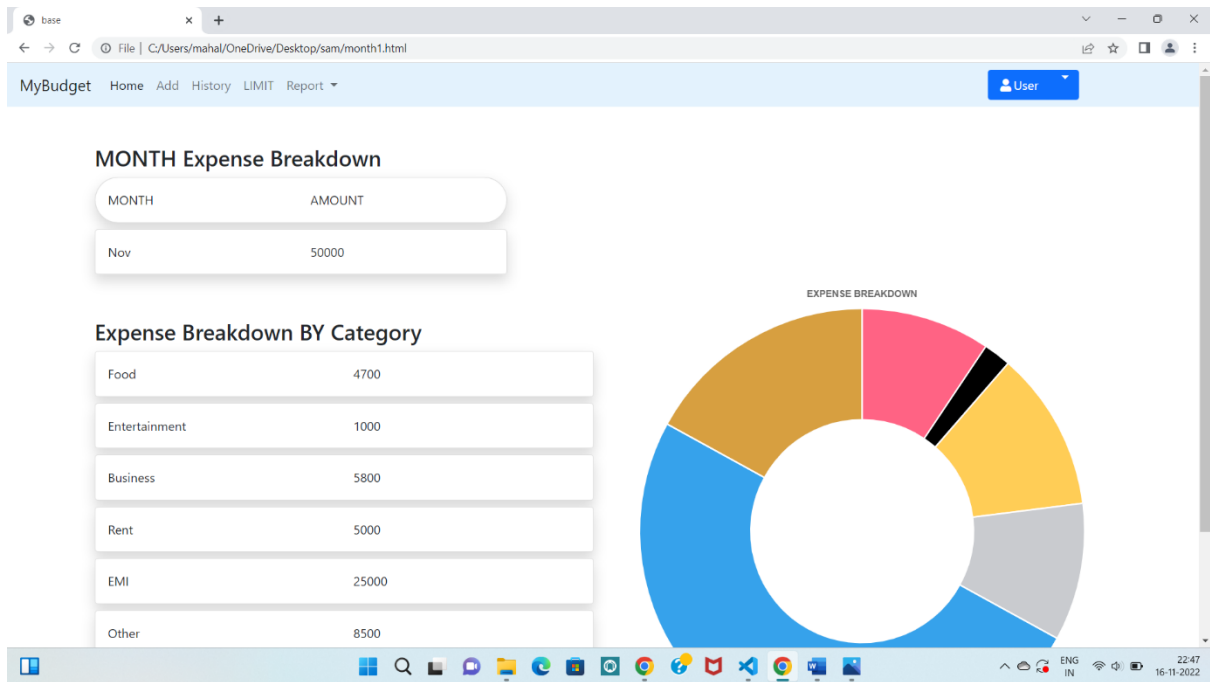 base
File | C:/Users/mahal/OneDrive/Desktop/sam/month1.html
MyBudget Home Add History LIMIT Report User
MONTH Expense Breakdown
MONTH AMOUNT
Nov 50000
EXPENSE BREAKDOWN
Expense Breakdown BY Category
Food 4700
Entertainment 1000
Business 5800
Rent 5000
EMI 25000
Other 8500
ENG
IN
22:47
16-11-2022